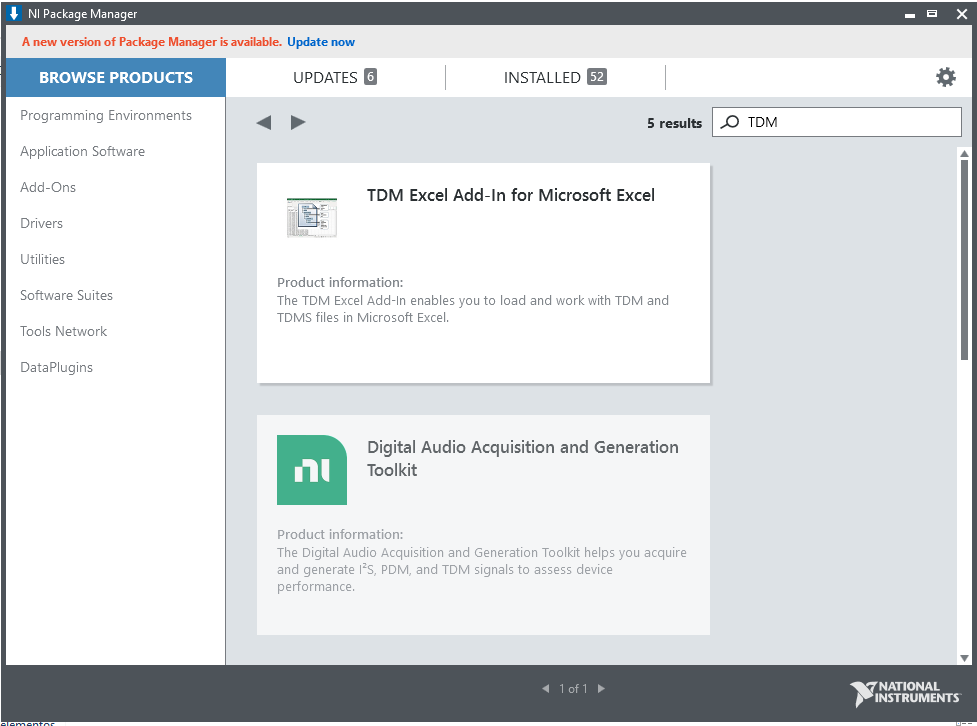 NI Package Manager
A new version of Package Manager is available. Update now
BROWSE PRODUCTS
UPDATES 6
INSTALLED 52
Programming Environments
Application Software
Add-Ons
Drivers
Utilities
Software Suites
Tools Network
DataPlugins
5 results
TDM
TDM Excel Add-In for Microsoft Excel
Product information:
The TDM Excel Add-In enables you to load and work with TDM and
TDMS files in Microsoft Excel.
Digital Audio Acquisition and Generation
Toolkit
Product information:
The Digital Audio Acquisition and Generation Toolkit helps you acquire
and generate I²S, PDM, and TDM signals to assess device
performance.
1 of 1
NATIONAL
INSTRUMENTS
elementos